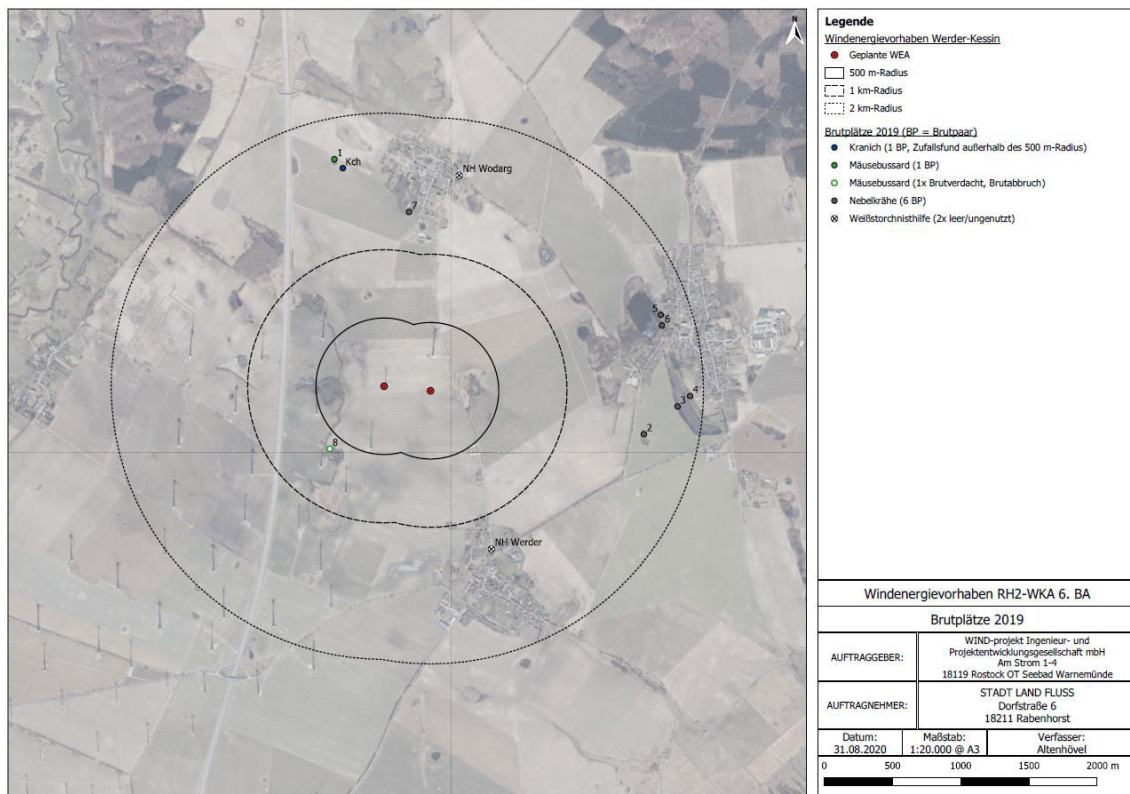 N
1
Kch
NH Wodarg
7
5
6
4
3
2
8
NH Werder
Legende
Windenergievorhaben Werder-Kessin
Geplante WEA
500 m-Radius
1 km-Radius
2 km-Radius
Brutplätze 2019 (BP = Brutpaar)
Kranich (1 BP, Zufallsfund außerhalb des 500 m-Radius)
Mäusebussard (1 BP)
Mäusebussard (1x Brutverdacht, Brutabbruch)
Nebelkrähe (6 BP)
Weißstorchnisthilfe (2x leer/ungenutzt)
Windenergievorhaben RH2-WKA 6. BA
Brutplätze 2019
AUFTRAGGEBER:
WIND-projekt Ingenieur- und
Projektentwicklungsgesellschaft mbH
Am Strom 1-4
18119 Rostock OT Seebad Warnemünde
AUFTRAGNEHMER:
STADT LAND FLUSS
Dorfstraße 6
18211 Rabenhorst
Datum:
31.08.2020
Maßstab:
1:20.000 @ A3
Verfasser:
Altenhövel
0 500 1000 1500 2000 m